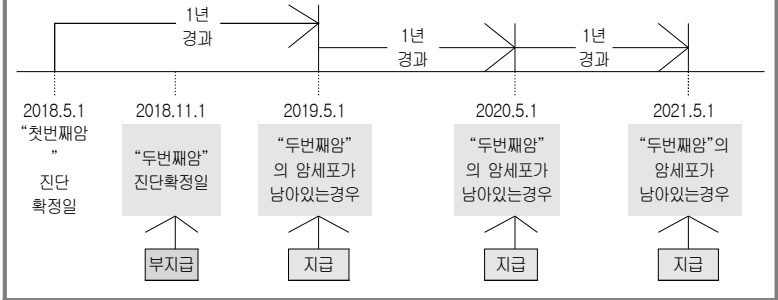 1년
경과
1년
경과
1년
경과
2018.5.1
“첫번째암
”
진단
확정일
2018.11.1
“두번째암”
진단확정일
2019.5.1
“두번째암”
의 암세포가
남아있는경우
2020.5.1
“두번째암”
의 암세포가
남아있는경우
2021.5.1
“두번째암”의
암세포가
남아있는경우
부지급
지급
지급
지급